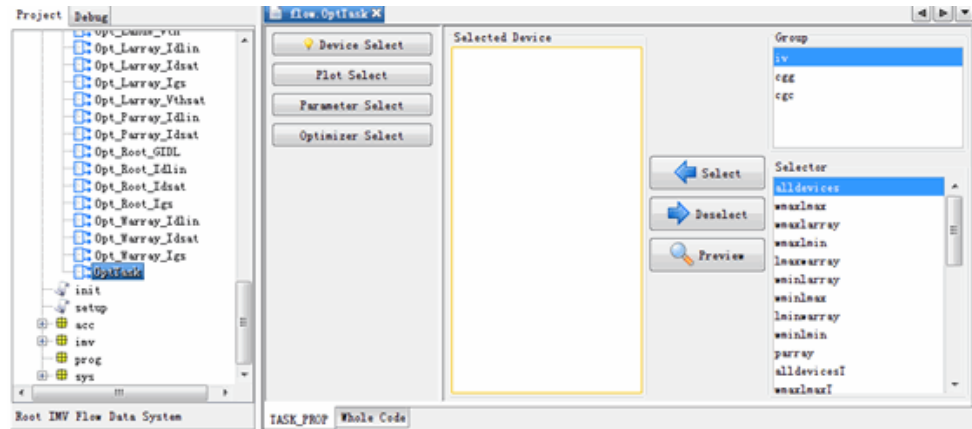 Project Debug
flow.OptTask
Opt_Larray_Idlin
Opt_Larray_Idsat
Opt_Larray_Igs
Opt_Larray_Vthsat
Opt_Parray_Idlin
Opt_Parray_Idsat
Opt_Root_GIDL
Opt_Root_Idlin
Opt_Root_Idsat
Opt_Root_Igs
Opt_Warray_Idlin
Opt_Warray_Idsat
Opt_Warray_Igs
OptTask
init
setup
acc
inv
prog
sys
Root IMV Flow Data System
Device Select
Plot Select
Parameter Select
Optimizer Select
Selected Device
Select
Deselect
Preview
Group
iv
cgg
cgc
Selector
alldevices
wmaxlmax
wmaxlarray
wmaxlmin
lmaxwarray
wminlarray
wminlmax
lminwarray
wminlmin
parray
alldevicesT
wmaxlmaxT
TASK_PROP Whole Code